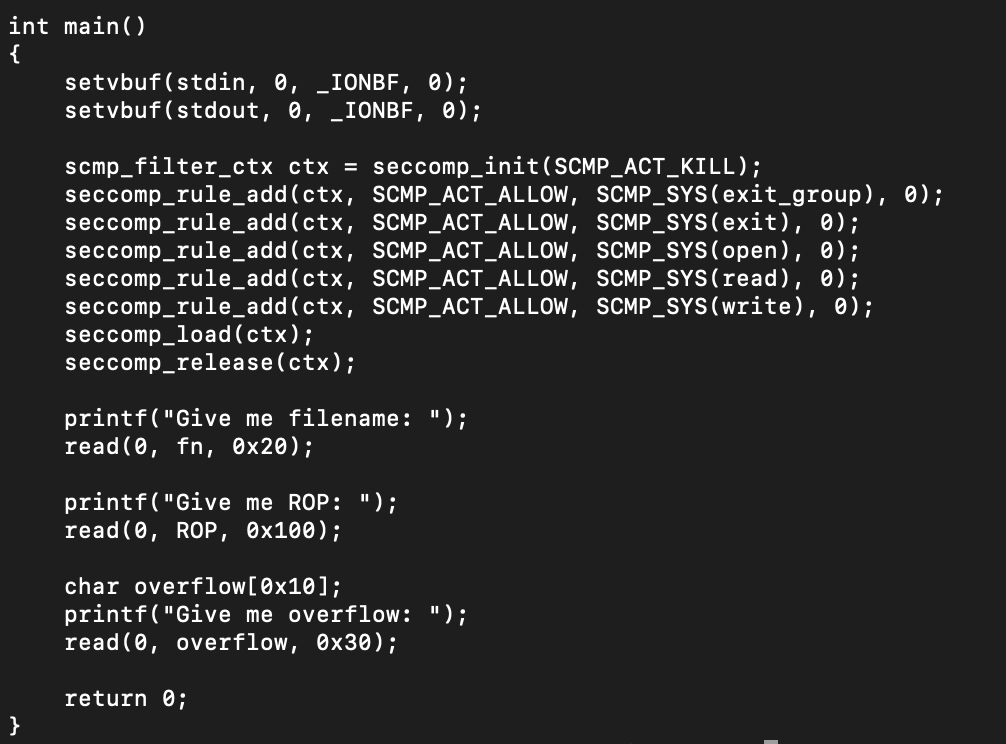 int main()
{
    setvbuf(stdin, 0, _IONBF, 0);
    setvbuf(stdout, 0, _IONBF, 0);

    scmp_filter_ctx ctx = seccomp_init(SCMP_ACT_KILL);
    seccomp_rule_add(ctx, SCMP_ACT_ALLOW, SCMP_SYS(exit_group), 0);
    seccomp_rule_add(ctx, SCMP_ACT_ALLOW, SCMP_SYS(exit), 0);
    seccomp_rule_add(ctx, SCMP_ACT_ALLOW, SCMP_SYS(open), 0);
    seccomp_rule_add(ctx, SCMP_ACT_ALLOW, SCMP_SYS(read), 0);
    seccomp_rule_add(ctx, SCMP_ACT_ALLOW, SCMP_SYS(write), 0);
    seccomp_load(ctx);
    seccomp_release(ctx);

    printf("Give me filename: ");
    read(0, fn, 0x20);

    printf("Give me ROP: ");
    read(0, ROP, 0x100);

    char overflow[0x10];
    printf("Give me overflow: ");
    read(0, overflow, 0x30);

    return 0;
}